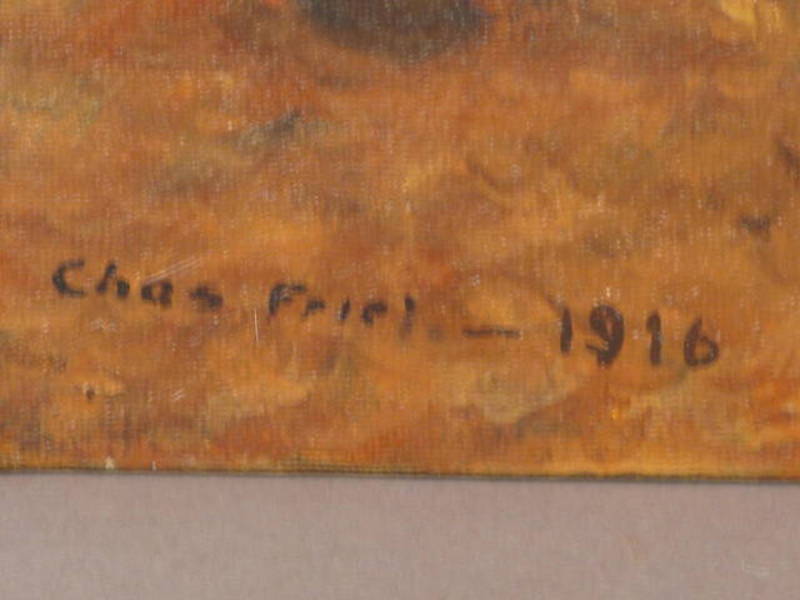 Chas Friel. — 1916